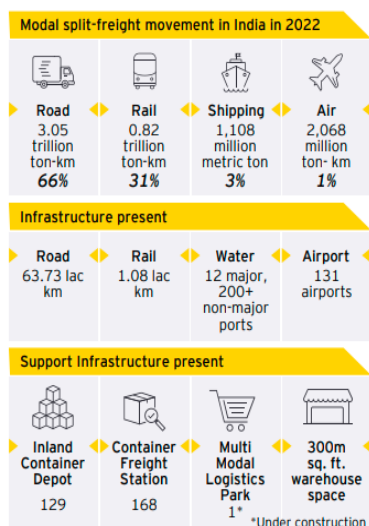 Modal split-freight movement in India in 2022
Road Rail Shipping Air
3.05 0.82 1,108 2,068
trillion trillion million million
ton-km ton-km metric ton ton- km
66% 31% 3% 1%
Infrastructure present
Road Rail Water Airport
63.73 lac 1.08 lac 12 major, 131
km km 200+ airports
non-major
ports
Support Infrastructure present
Inland Container Multi 300m
Container Freight Modal sq. ft.
Depot Station Logistics warehouse
Park space
129 168 1*
*Under construction